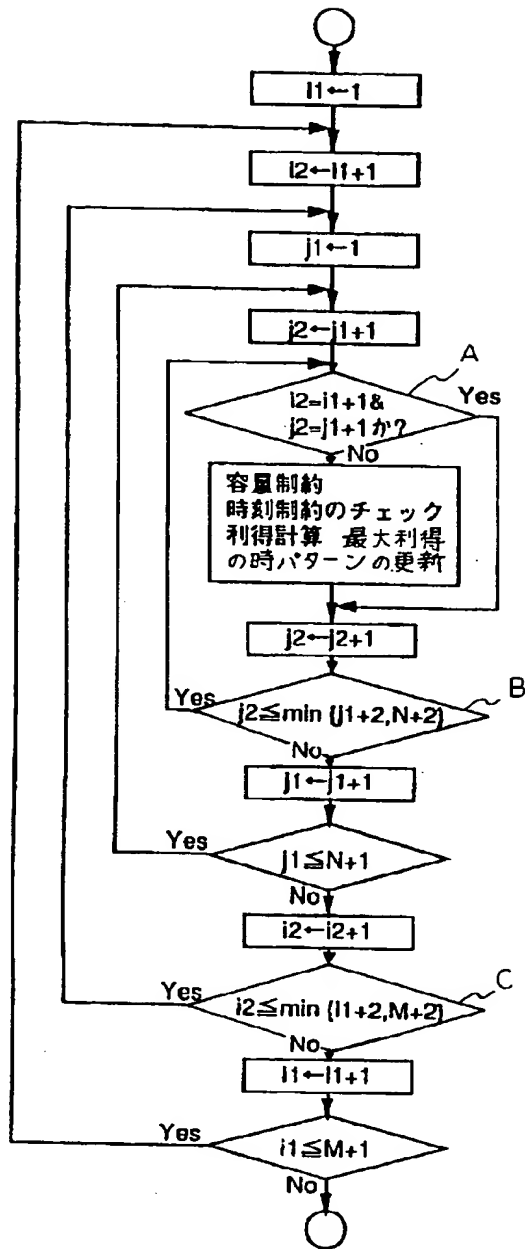 i1←1
i2←i1+1
j1←1
j2←j1+1
A
i2=i1+1&
j2=j1+1か?
Yes
No
容量制約
時刻制約のチェック
利得計算 最大利得
の時パターンの更新
j2←j2+1
B
Yes
j2≦min{j1+2,N+2}
No
j1←j1+1
Yes
j1≦N+1
No
i2←i2+1
C
Yes
i2≦min{i1+2,M+2}
No
i1←i1+1
Yes
i1≦M+1
No